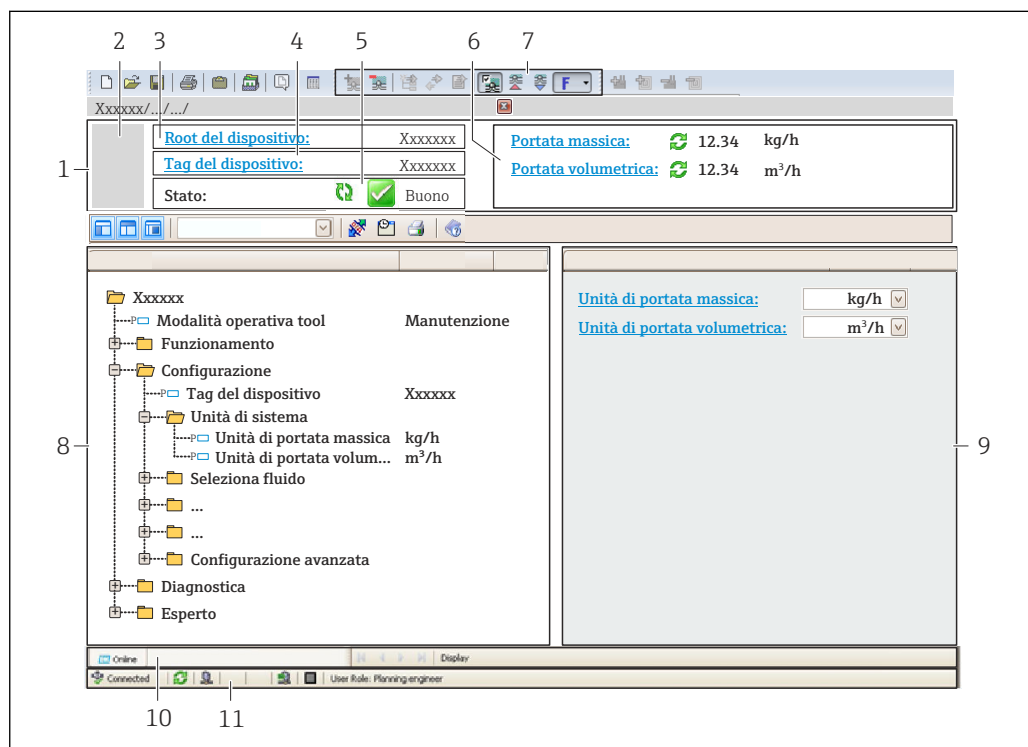 2 3 4 5 6 7
F
Xxxxxx/.../.../
1
Root del dispositivo: Xxxxxxx
Tag del dispositivo: Xxxxxxx
Stato: Buono
Portata massica: 12.34 kg/h
Portata volumetrica: 12.34 m³/h
Xxxxxx
P Modalità operativa tool Manutenzione
Funzionamento
Configurazione
P Tag del dispositivo Xxxxxx
Unità di sistema
P Unità di portata massica kg/h
P Unità di portata volum... m³/h
Seleziona fluido
...
...
Configurazione avanzata
Diagnostica
Esperto
Unità di portata massica: kg/h
Unità di portata volumetrica: m³/h
8
9
Online Display
Connected User Role: Planning engineer
10 11